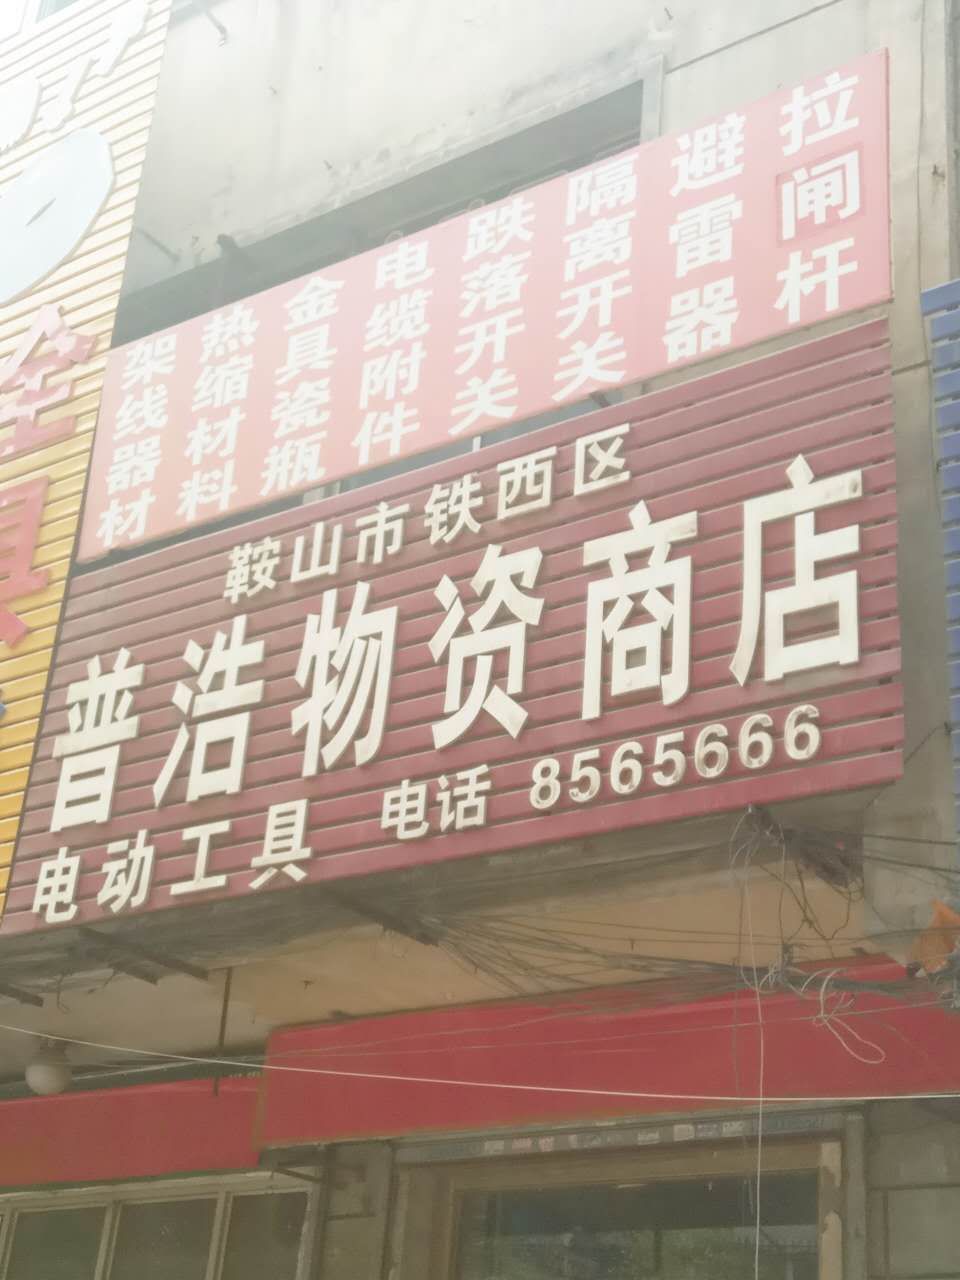 架线器材
热缩材料
金具瓷瓶
电缆附件
跌落开关
隔离开关
避雷器
拉闸杆
鞍山市铁西区
普浩物资商店
电动工具 电话 8565666